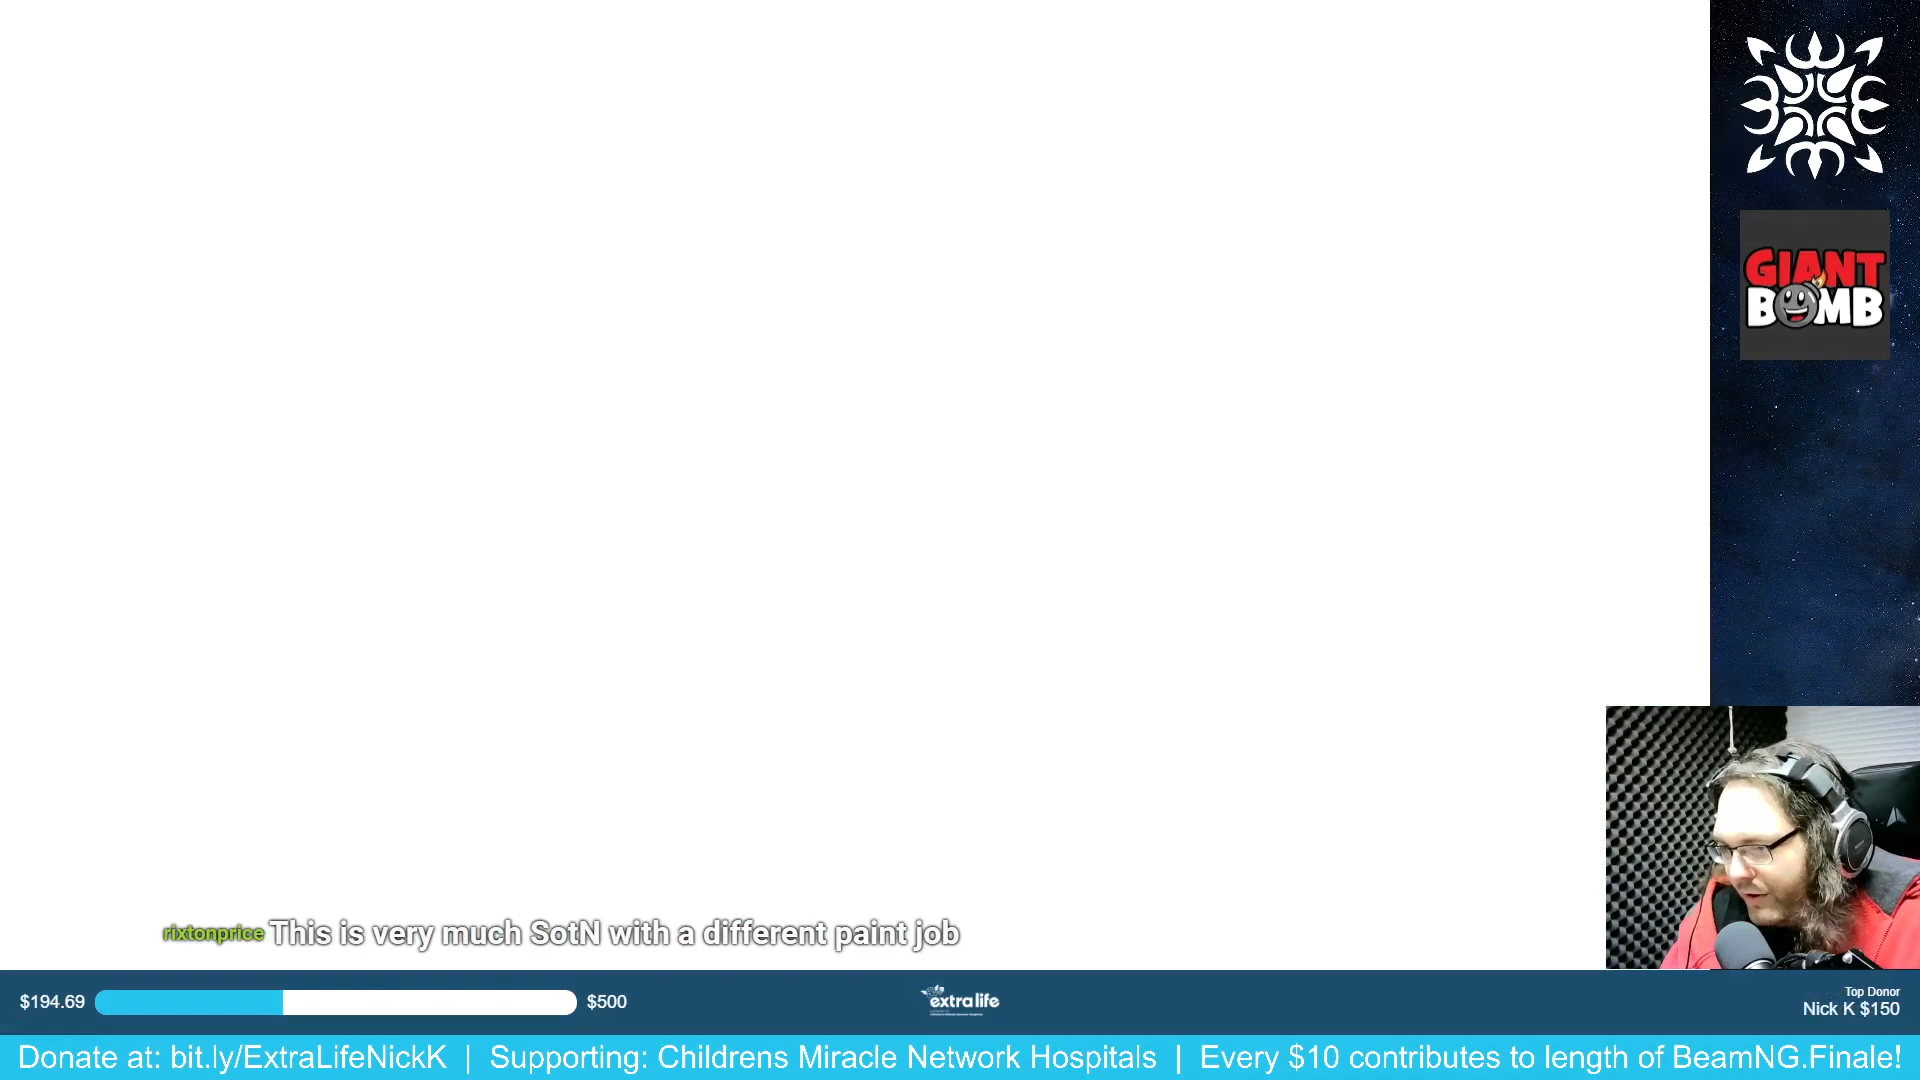 GIANT
BOMB
rixtonprice This is very much SotN with a different paint job
$194.69
$500
extra life
Top Donor
Nick K $150
Donate at: bit.ly/ExtraLifeNickK | Supporting: Childrens Miracle Network Hospitals | Every $10 contributes to length of BeamNG.Finale!